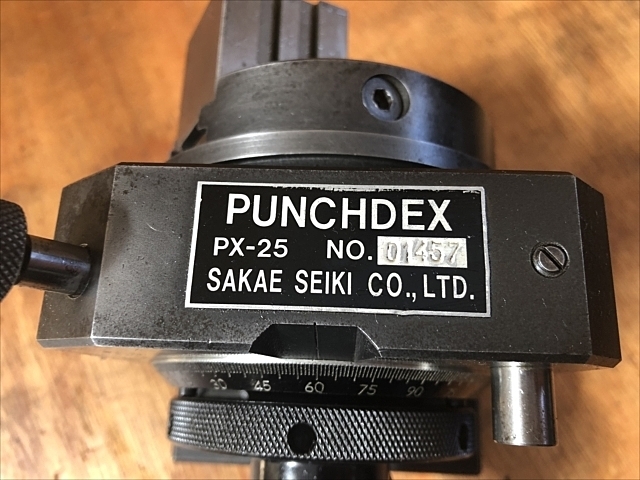 PUNCHDEX
PX-25 NO. 01457
SAKAE SEIKI CO., LTD.
30 45 60 75 90